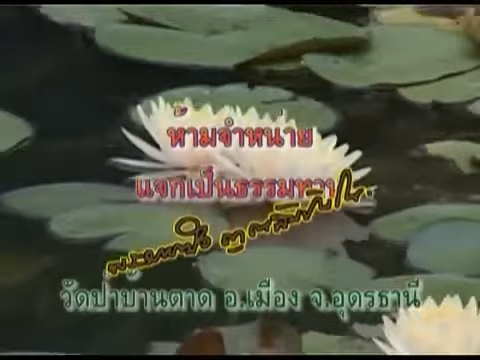 ห้ามจำหน่าย
แจกเป็นธรรมทาน
วัดป่าบ้านตาด อ.เมือง จ.อุดรธานี